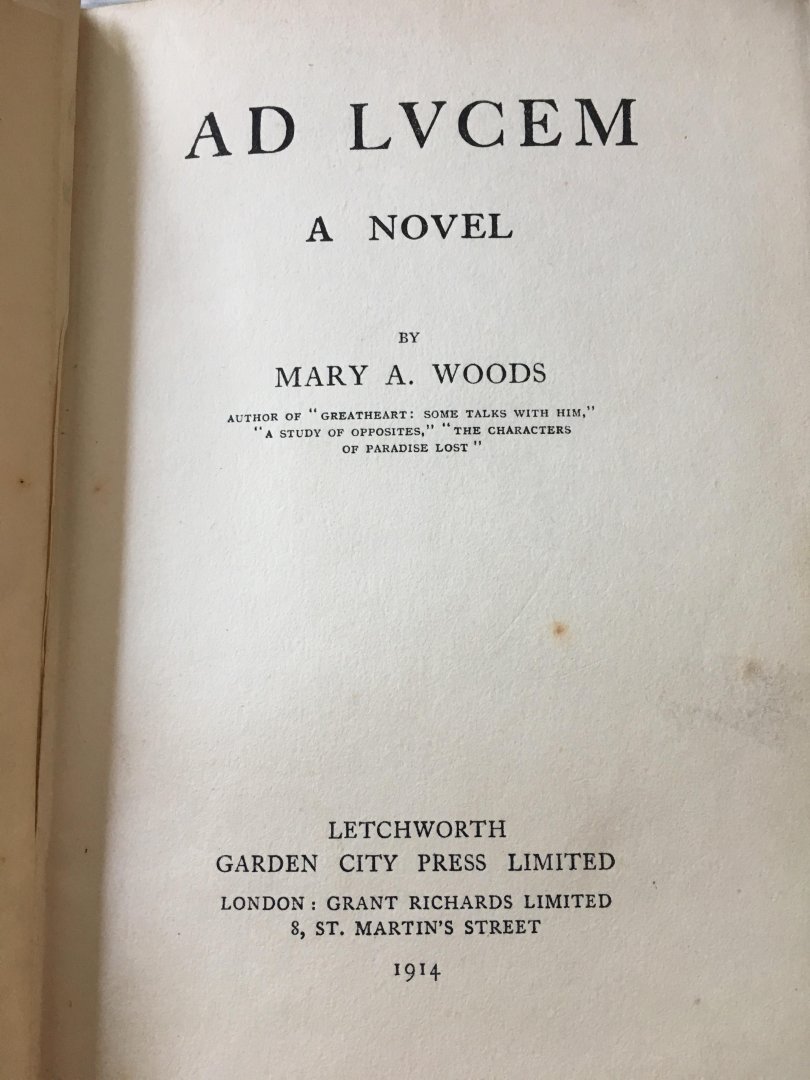 AD LVCEM
A NOVEL
BY
MARY A. WOODS
AUTHOR OF "GREATHEART: SOME TALKS WITH HIM,"
"A STUDY OF OPPOSITES," "THE CHARACTERS
OF PARADISE LOST"
LETCHWORTH
GARDEN CITY PRESS LIMITED
LONDON: GRANT RICHARDS LIMITED
8, ST. MARTIN'S STREET
1914